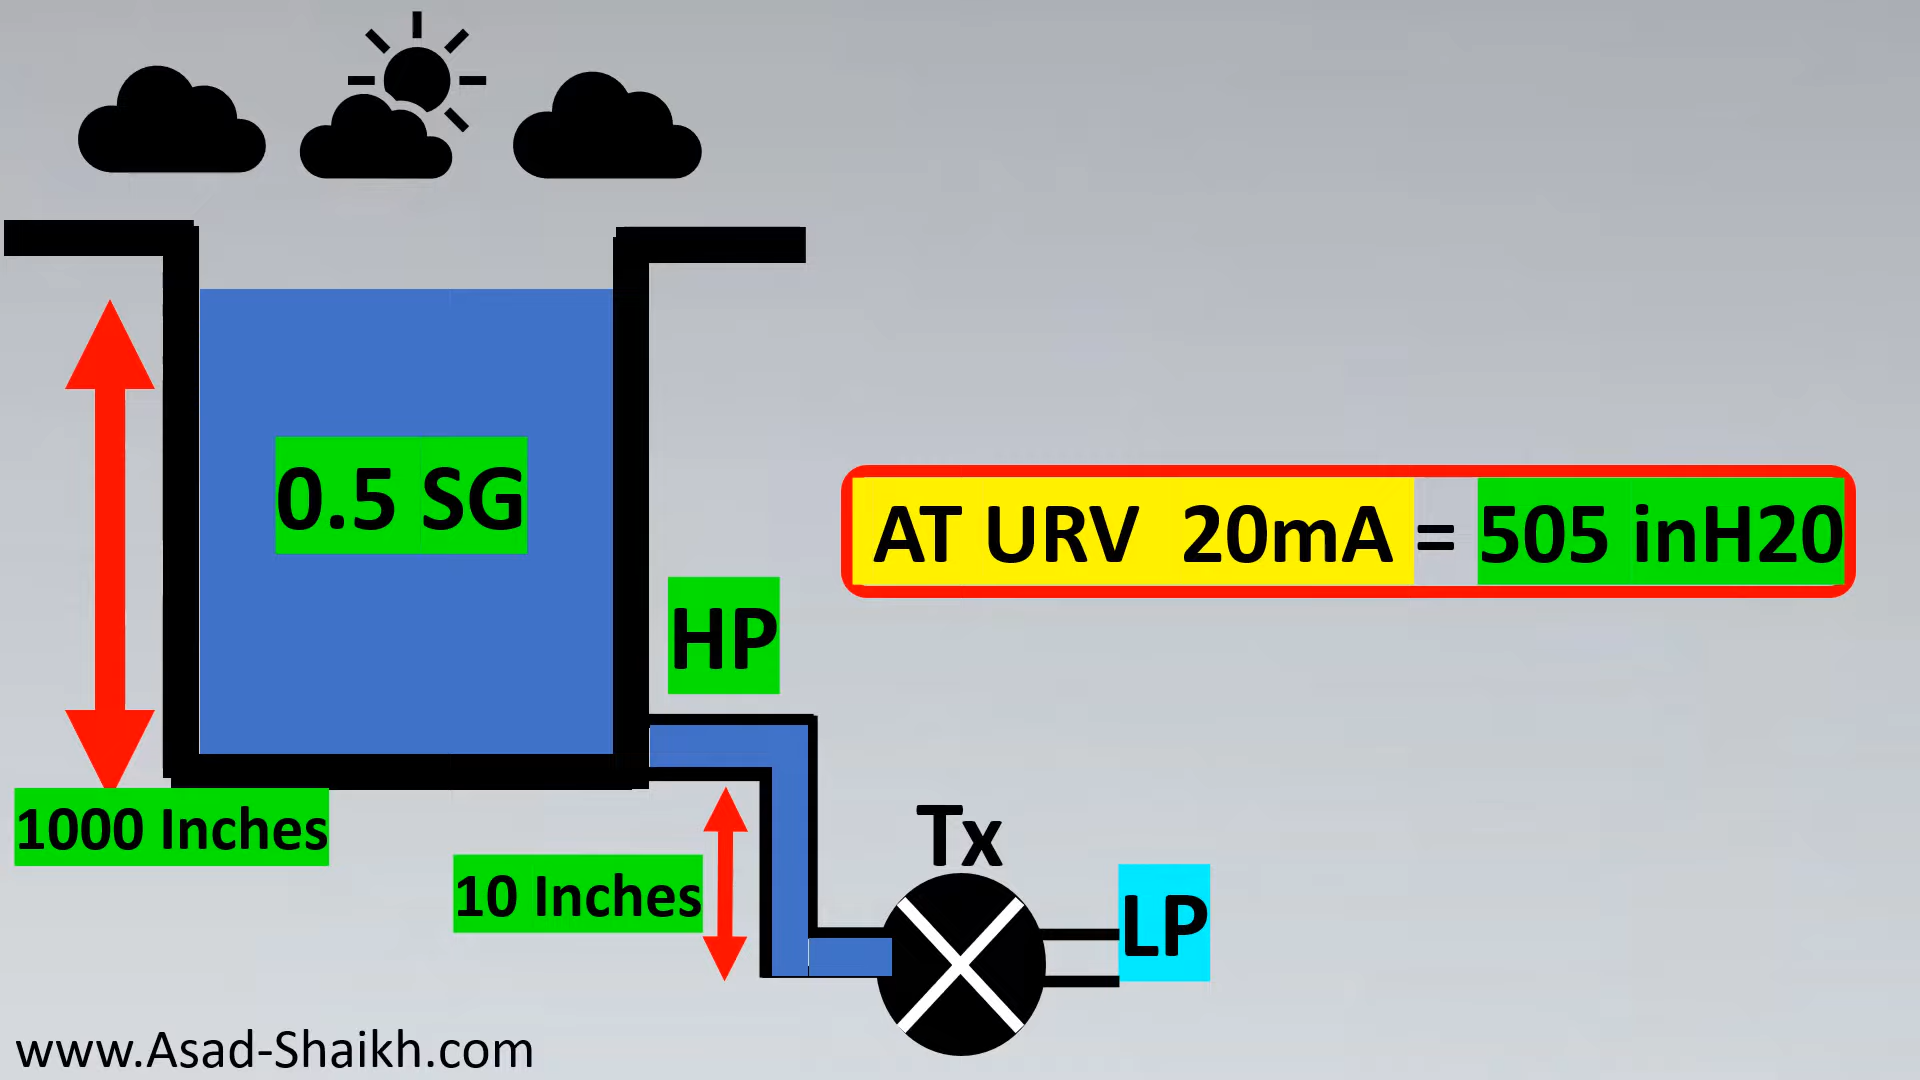 0.5 SG
AT URV  20mA = 505 inH20
HP
1000 Inches
10 Inches
Tx
LP
www.Asad-Shaikh.com